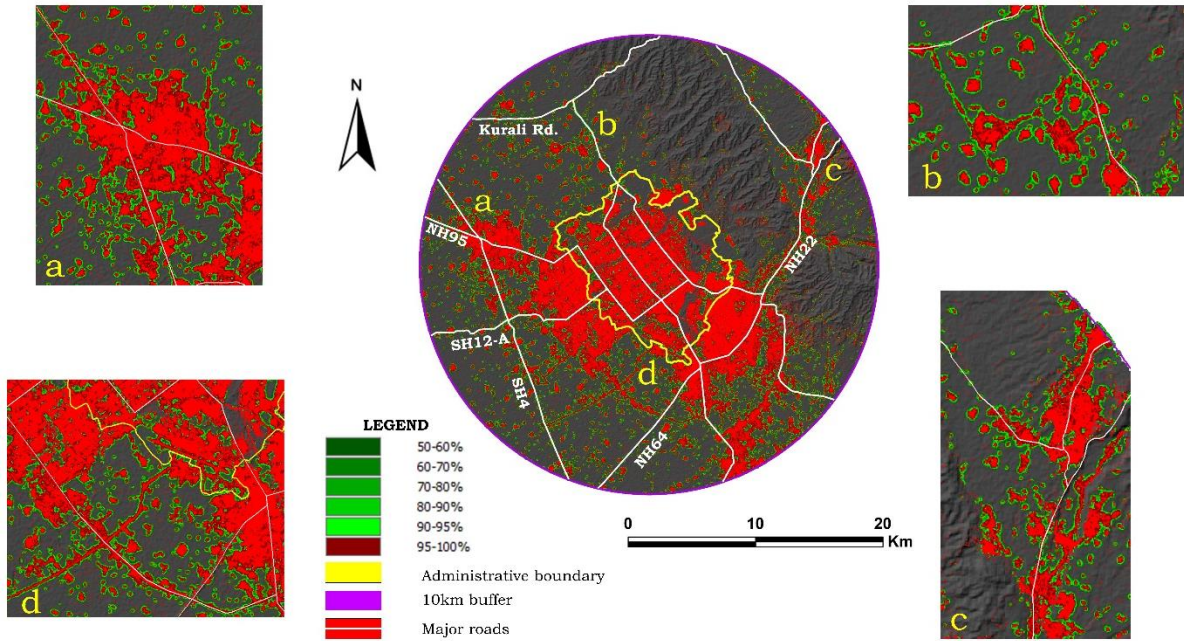 a
N
Kurali Rd.
b
a
c
NH95
NH22
SH12-A
SH4
d
NH64
b
LEGEND
50-60%
60-70%
70-80%
80-90%
90-95%
95-100%
Administrative boundary
10km buffer
Major roads
0 10 20
Km
d
c